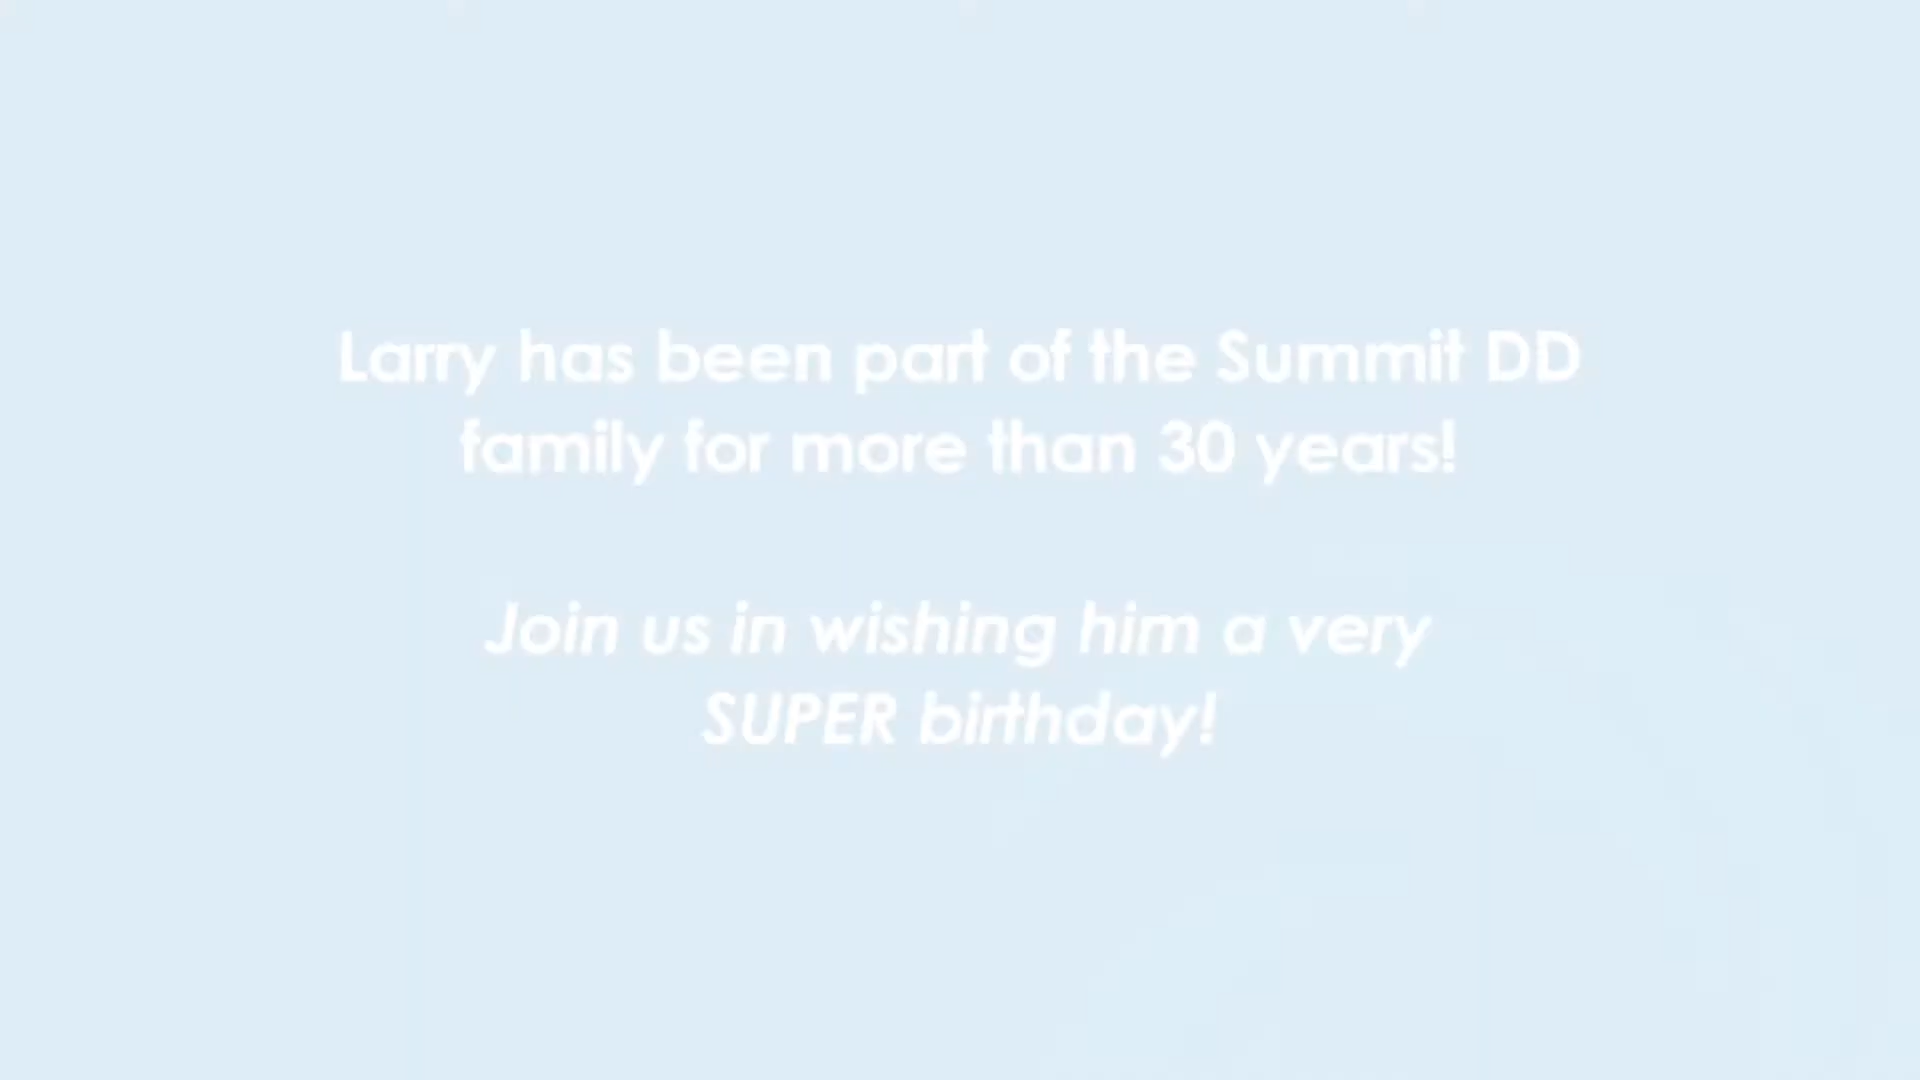 Larry has been part of the Summit DD
family for more than 30 years!
Join us in wishing him a very
SUPER birthday!